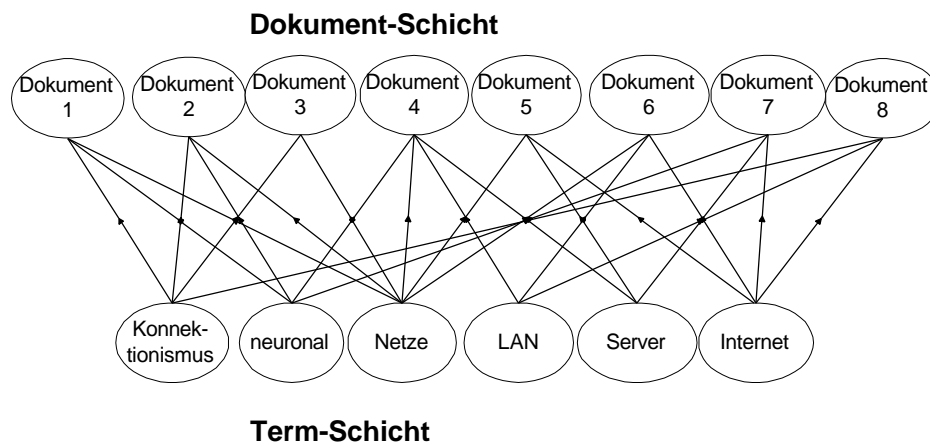 Dokument-Schicht
Dokument
1
Dokument
2
Dokument
3
Dokument
4
Dokument
5
Dokument
6
Dokument
7
Dokument
8
Konnek-
tionismus
neuronal
Netze
LAN
Server
Internet
Term-Schicht